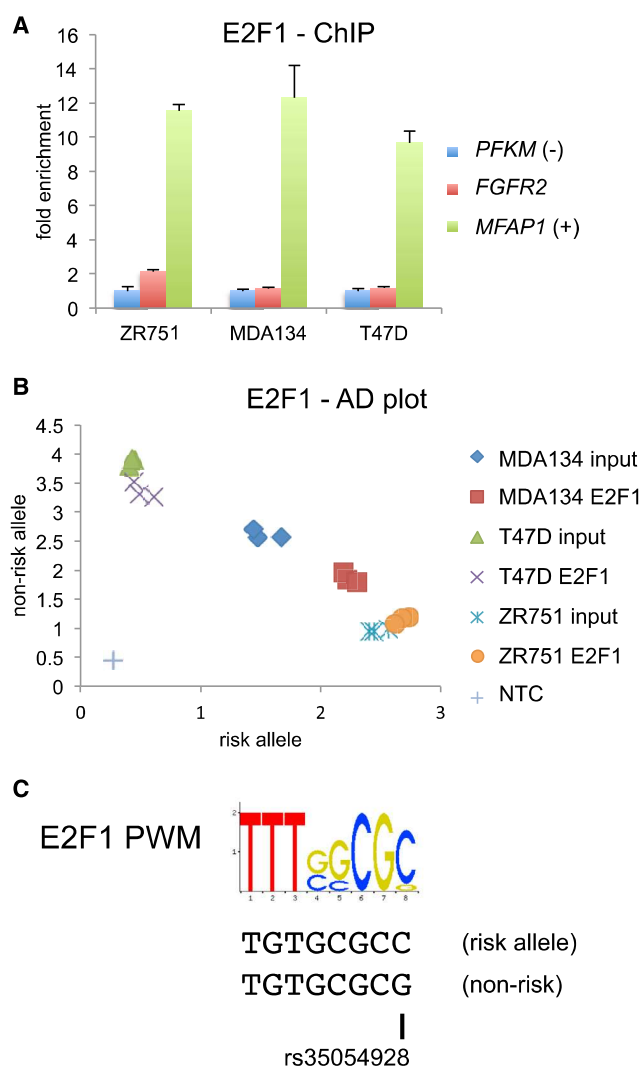 A
E2F1 - ChIP
fold enrichment
16
14
12
10
8
6
4
2
0
ZR751 MDA134 T47D
PFKM (-)
FGFR2
MFAP1 (+)
B
E2F1 - AD plot
non-risk allele
4.5
4
3.5
3
2.5
2
1.5
1
0.5
0
0 1 2 3
risk allele
MDA134 input
MDA134 E2F1
T47D input
T47D E2F1
ZR751 input
ZR751 E2F1
NTC
C
E2F1 PWM
2
1
TTTGGCGC
CC G
1 2 3 4 5 6 7 8
TGTGCGCC (risk allele)
TGTGCGCG (non-risk)
rs35054928